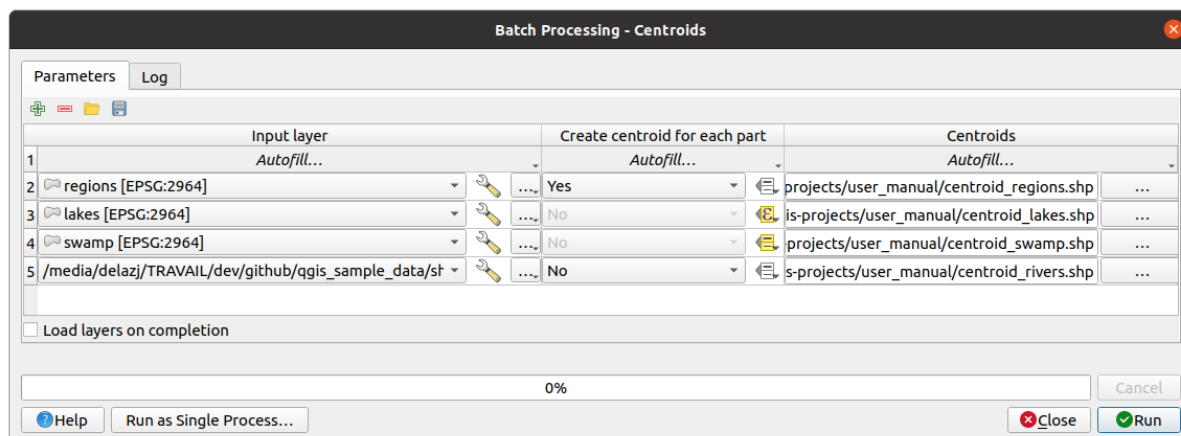 Batch Processing - Centroids
Parameters Log
Input layer Create centroid for each part Centroids
1 Autofill... Autofill... Autofill...
2 regions [EPSG:2964] ... Yes projects/user_manual/centroid_regions.shp ...
3 lakes [EPSG:2964] ... No ε is-projects/user_manual/centroid_lakes.shp ...
4 swamp [EPSG:2964] ... No -projects/user_manual/centroid_swamp.shp ...
5 /media/delazj/TRAVAIL/dev/github/qgis_sample_data/sh ... No s-projects/user_manual/centroid_rivers.shp ...
Load layers on completion
0% Cancel
Help Run as Single Process... Close Run